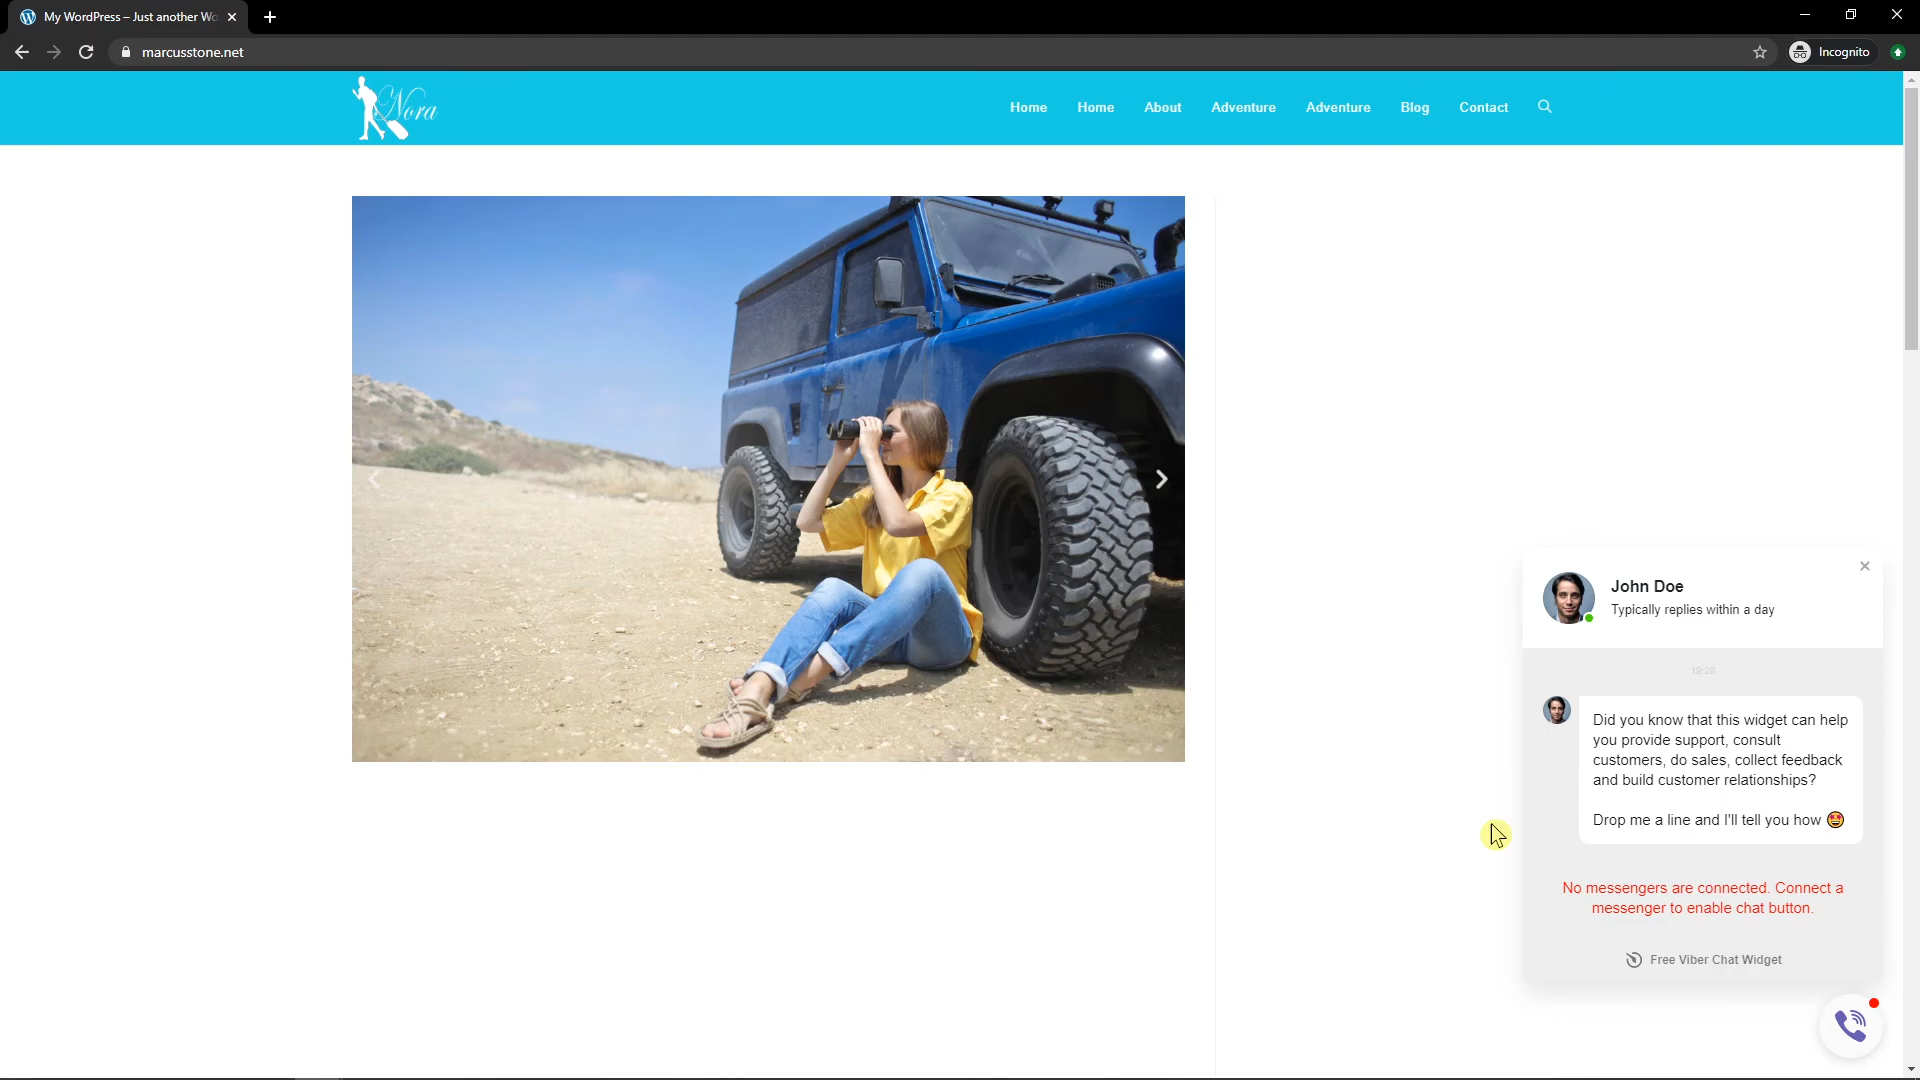 My WordPress – Just another Wo
marcusstone.net
Incognito
Nora
Home Home About Adventure Adventure Blog Contact
John Doe
Typically replies within a day
19:28
Did you know that this widget can help
you provide support, consult
customers, do sales, collect feedback
and build customer relationships?
Drop me a line and I'll tell you how 🤩
No messengers are connected. Connect a
messenger to enable chat button.
Free Viber Chat Widget